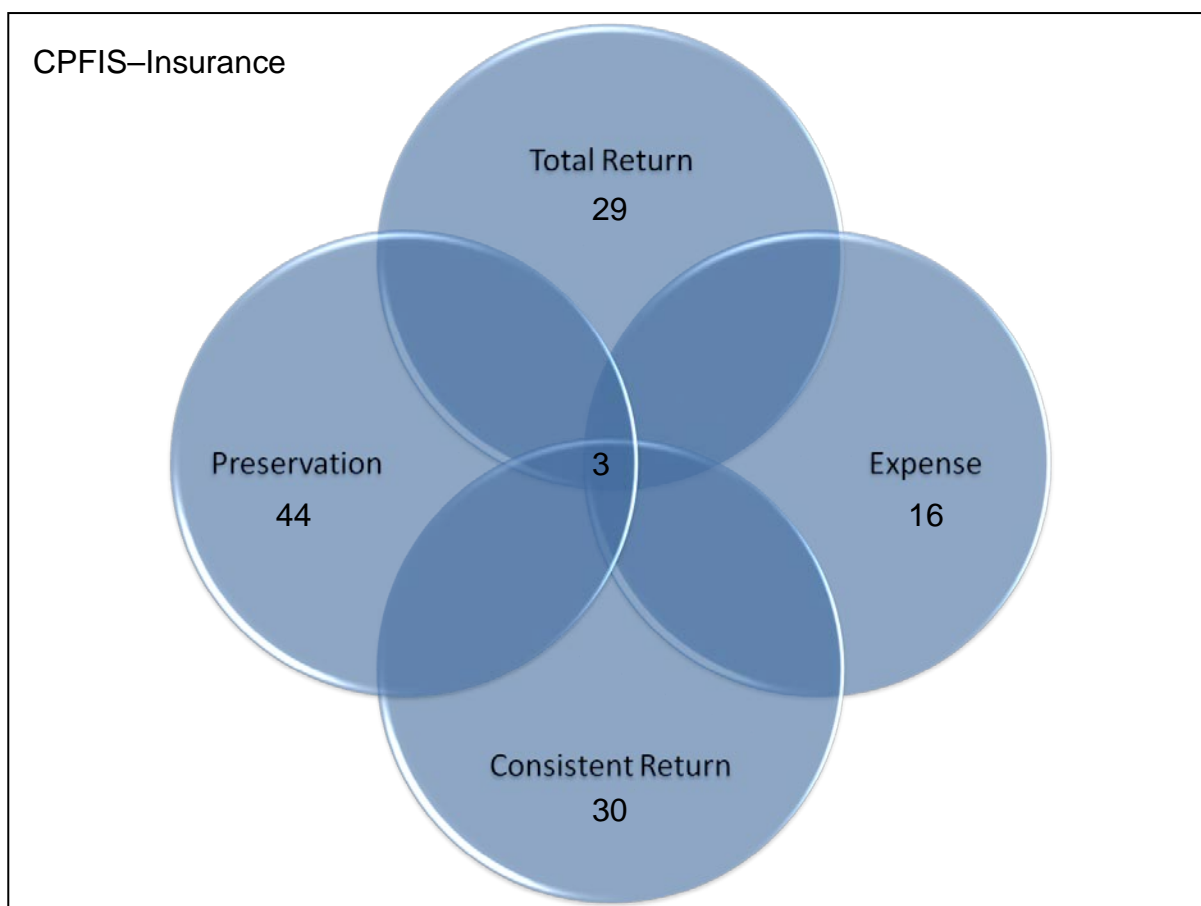 CPFIS–Insurance
Total Return
29
Preservation
44
3
Expense
16
Consistent Return
30